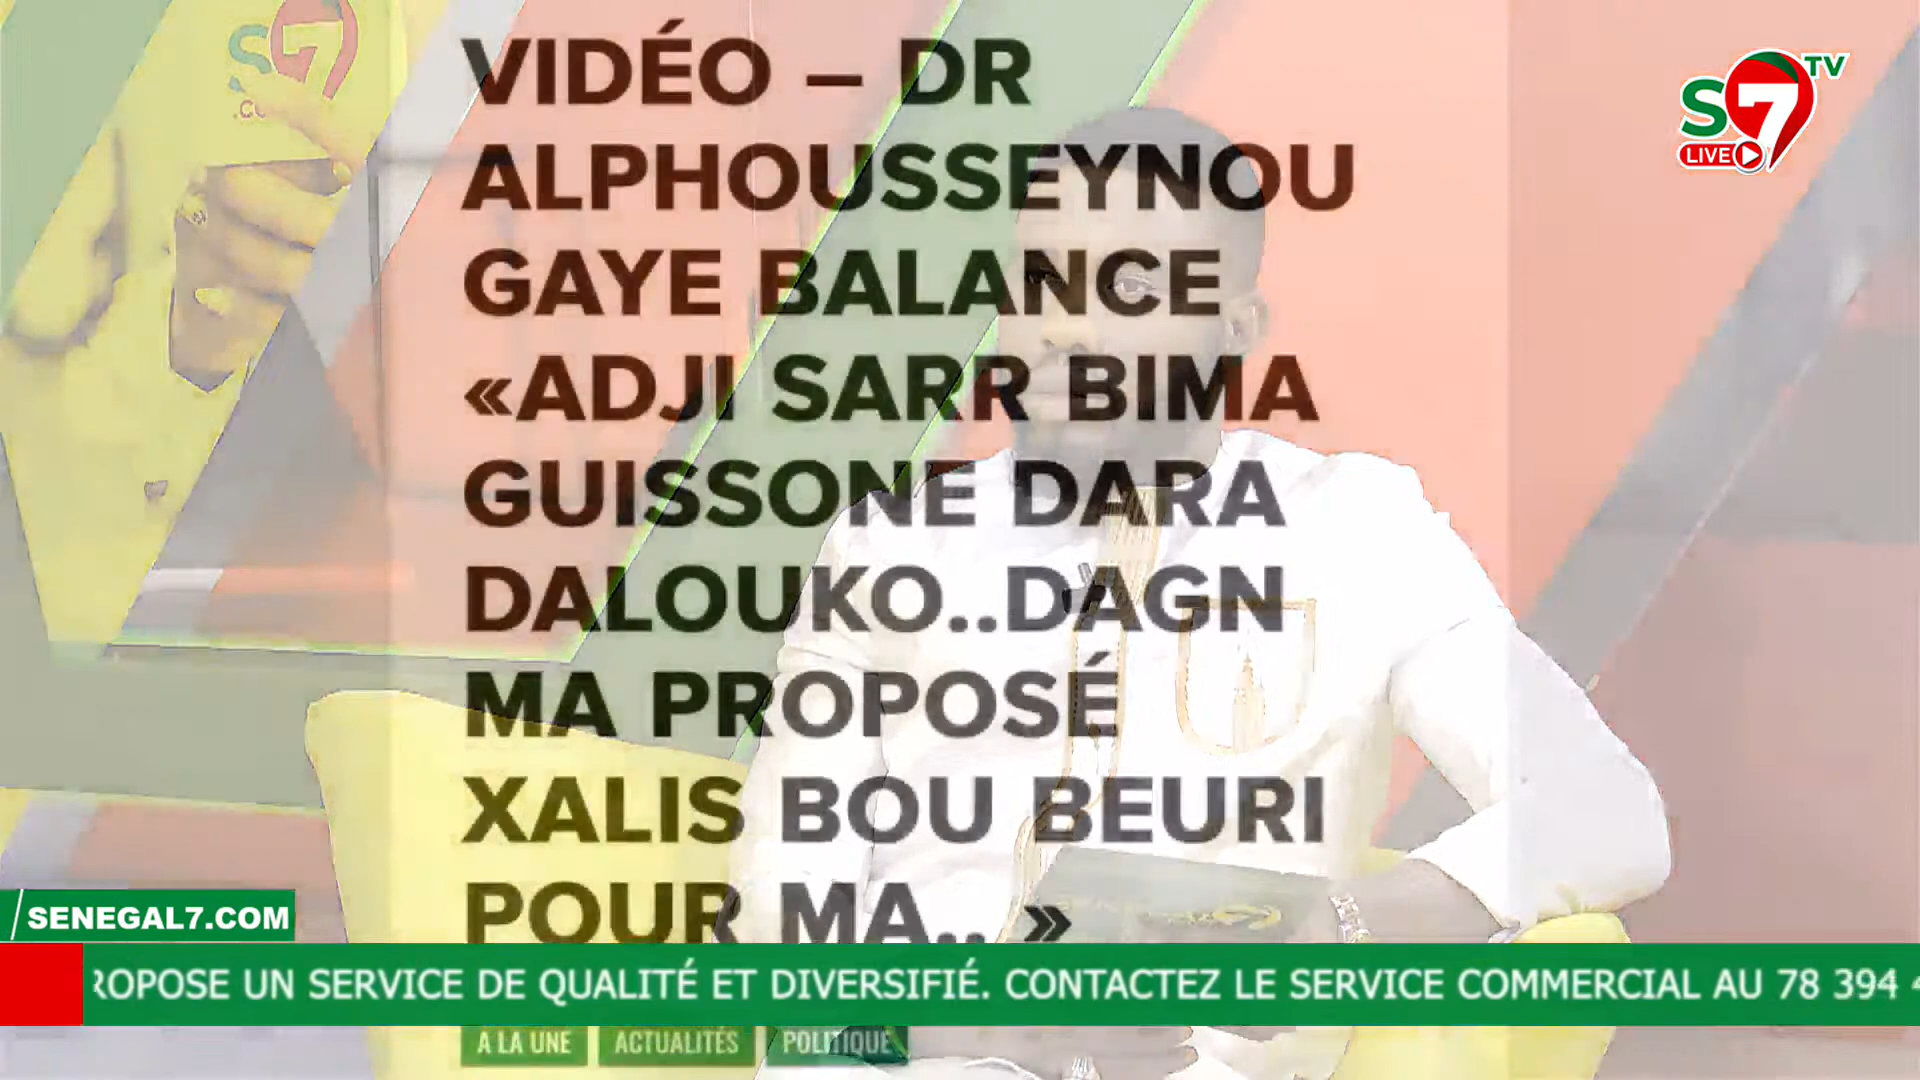 VIDÉO – DR
ALPHOUSSEYNOU
GAYE BALANCE
«ADJI SARR BIMA
GUISSONE DARA
DALOUKO..DAGN
MA PROPOSÉ
XALIS BOU BEURI
POUR MA.. »
S7 TV
LIVE
S7
SENEGAL7.COM
ROPOSE UN SERVICE DE QUALITÉ ET DIVERSIFIÉ. CONTACTEZ LE SERVICE COMMERCIAL AU 78 394
A LA UNE ACTUALITÉS POLITIQUE